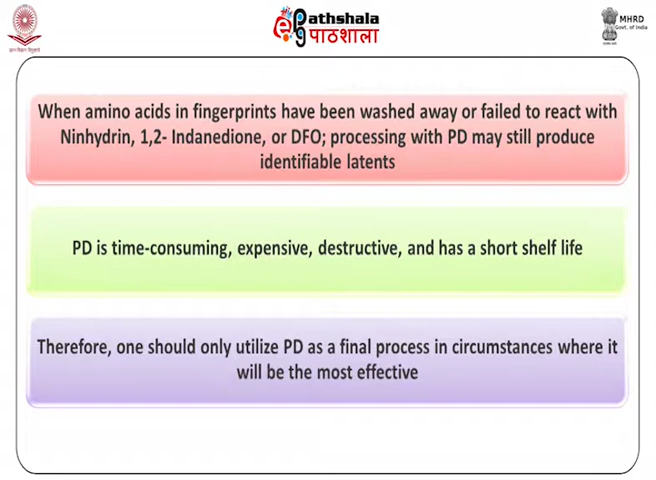 ePG athshala
पाठशाला
MHRD
Govt. of India
When amino acids in fingerprints have been washed away or failed to react with
Ninhydrin, 1,2- Indanedione, or DFO; processing with PD may still produce
identifiable latents
PD is time-consuming, expensive, destructive, and has a short shelf life
Therefore, one should only utilize PD as a final process in circumstances where it
will be the most effective